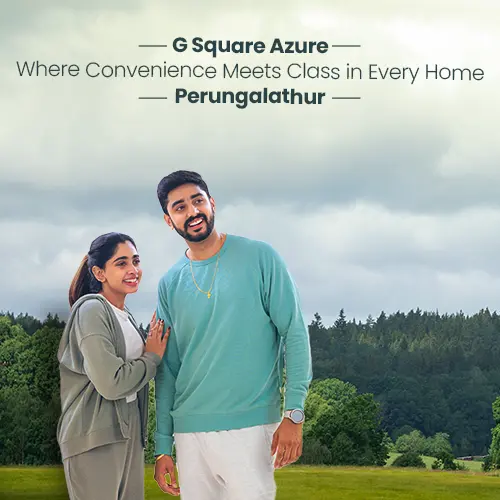 G Square Azure
Where Convenience Meets Class in Every Home
Perungalathur